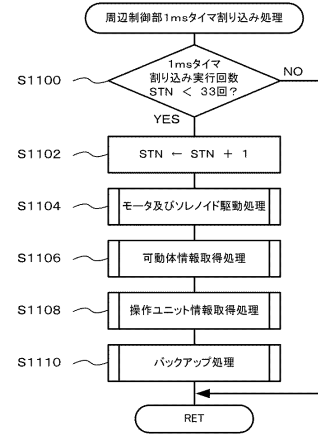 周辺制御部1msタイマ割り込み処理
S1100
1msタイマ
割り込み実行回数
STN < 33回?
NO
YES
S1102
STN ← STN + 1
S1104
モータ及びソレノイド駆動処理
S1106
可動体情報取得処理
S1108
操作ユニット情報取得処理
S1110
バックアップ処理
RET